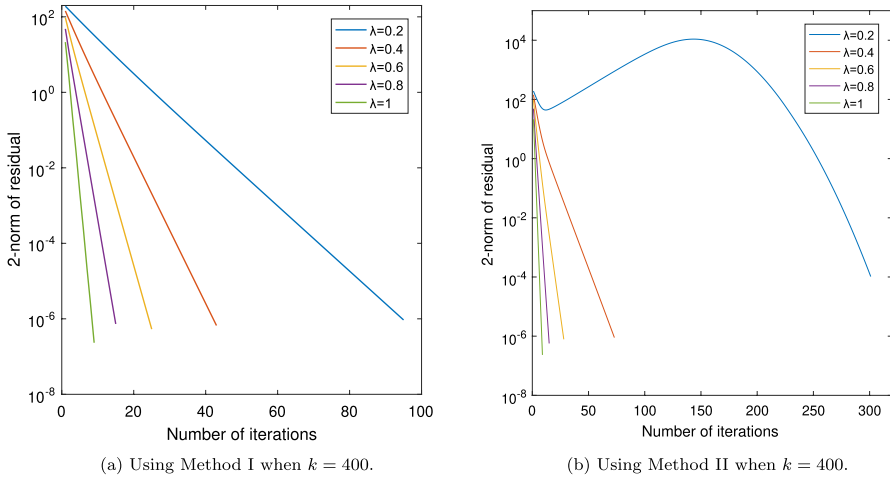 10^2
10^0
10^-2
10^-4
10^-6
10^-8
2-norm of residual
0 20 40 60 80 100
Number of iterations
λ=0.2
λ=0.4
λ=0.6
λ=0.8
λ=1
(a) Using Method I when k = 400.
10^4
10^2
10^0
10^-2
10^-4
10^-6
10^-8
2-norm of residual
0 50 100 150 200 250 300
Number of iterations
λ=0.2
λ=0.4
λ=0.6
λ=0.8
λ=1
(b) Using Method II when k = 400.